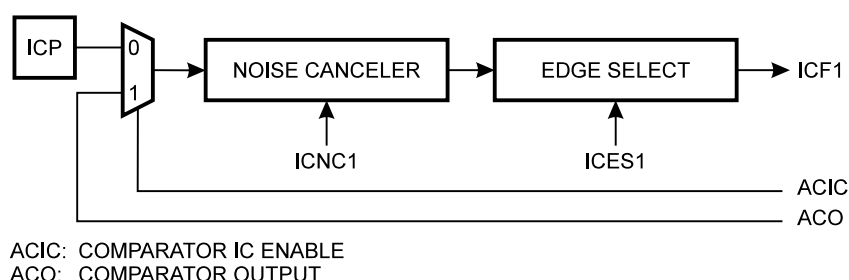 ICP
0
1
NOISE CANCELER
EDGE SELECT
ICF1
ICNC1
ICES1
ACIC
ACO
ACIC: COMPARATOR IC ENABLE
ACO: COMPARATOR OUTPUT